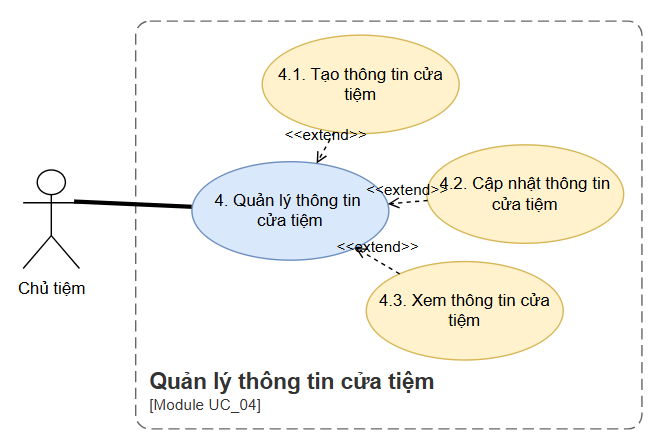 4.1. Tạo thông tin cửa
tiệm
<<extend>>
4. Quản lý thông tin
cửa tiệm
<<extend>>
4.2. Cập nhật thông tin
cửa tiệm
<<extend>>
4.3. Xem thông tin cửa
tiệm
Chủ tiệm
Quản lý thông tin cửa tiệm
[Module UC_04]